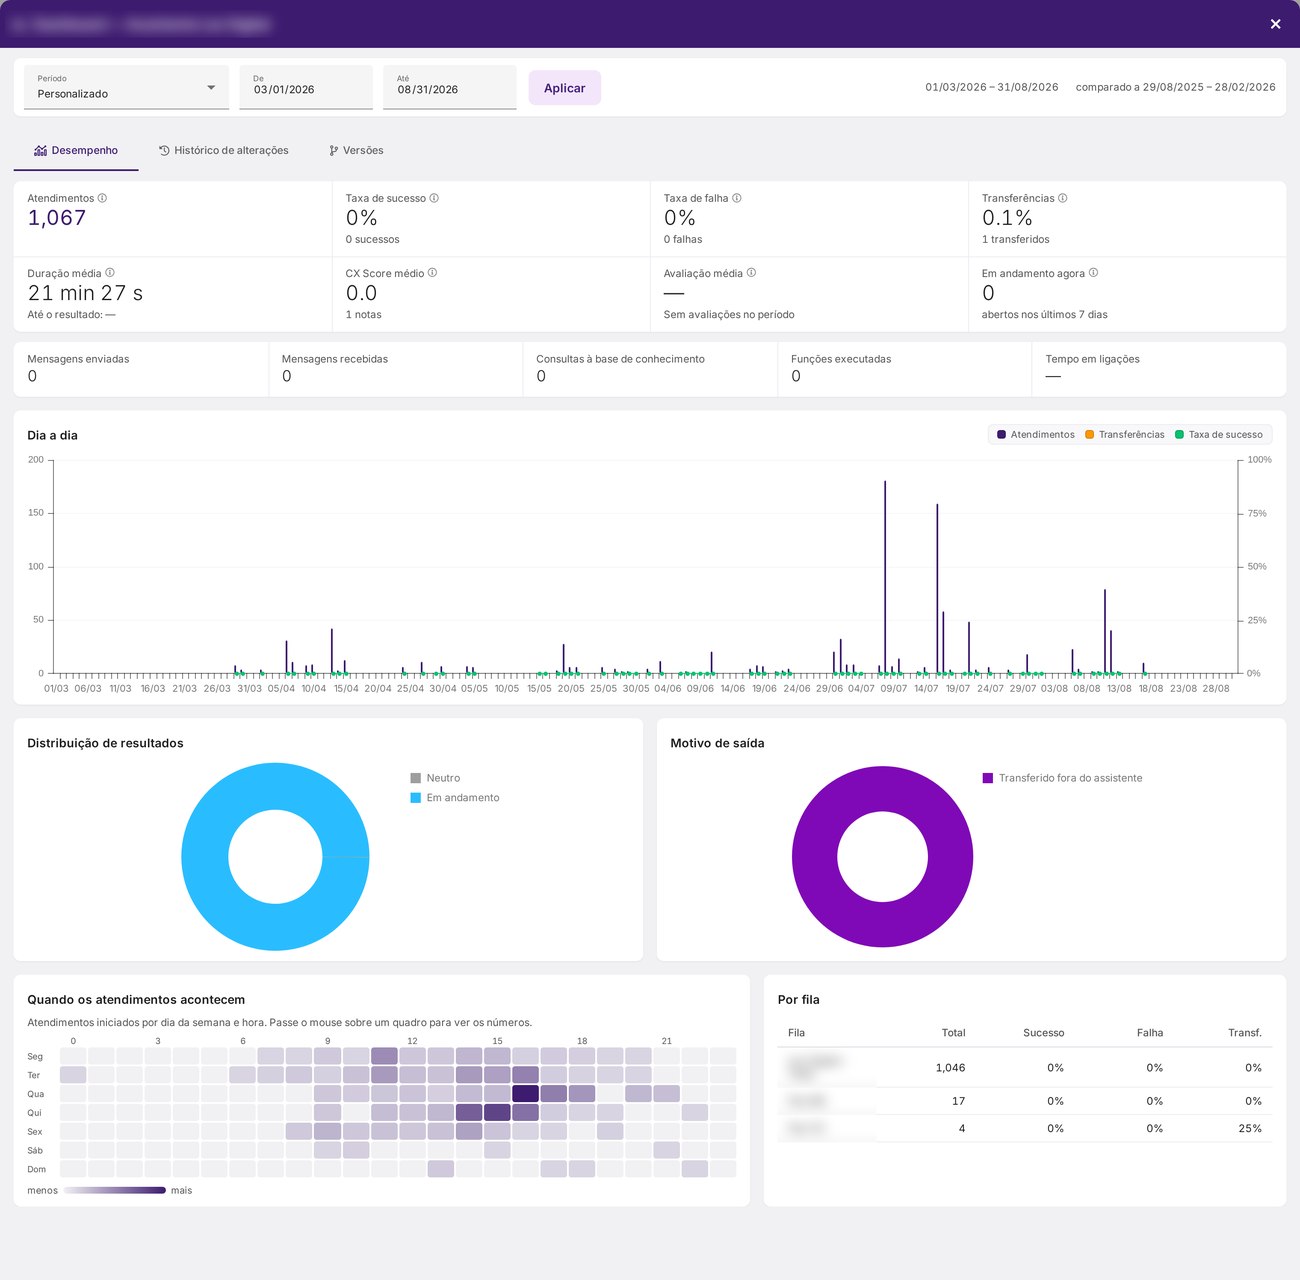 ×
Período
Personalizado
De
03/01/2026
Até
08/31/2026
Aplicar
01/03/2026 – 31/08/2026 comparado a 29/08/2025 – 28/02/2026
Desempenho Histórico de alterações Versões
Atendimentos
1,067
Taxa de sucesso
0%
0 sucessos
Taxa de falha
0%
0 falhas
Transferências
0.1%
1 transferidos
Duração média
21 min 27 s
Até o resultado: —
CX Score médio
0.0
1 notas
Avaliação média
—
Sem avaliações no período
Em andamento agora
0
abertos nos últimos 7 dias
Mensagens enviadas
0
Mensagens recebidas
0
Consultas à base de conhecimento
0
Funções executadas
0
Tempo em ligações
—
Dia a dia
Atendimentos Transferências Taxa de sucesso
200 100%
150 75%
100 50%
50 25%
0 0%
01/03 06/03 11/03 16/03 21/03 26/03 31/03 05/04 10/04 15/04 20/04 25/04 30/04 05/05 10/05 15/05 20/05 25/05 30/05 04/06 09/06 14/06 19/06 24/06 29/06 04/07 09/07 14/07 19/07 24/07 29/07 03/08 08/08 13/08 18/08 23/08 28/08
Distribuição de resultados
Neutro
Em andamento
Motivo de saída
Transferido fora do assistente
Quando os atendimentos acontecem
Atendimentos iniciados por dia da semana e hora. Passe o mouse sobre um quadro para ver os números.
0 3 6 9 12 15 18 21
Seg
Ter
Qua
Qui
Sex
Sáb
Dom
menos mais
Por fila
Fila Total Sucesso Falha Transf.
1,046 0% 0% 0%
17 0% 0% 0%
4 0% 0% 25%